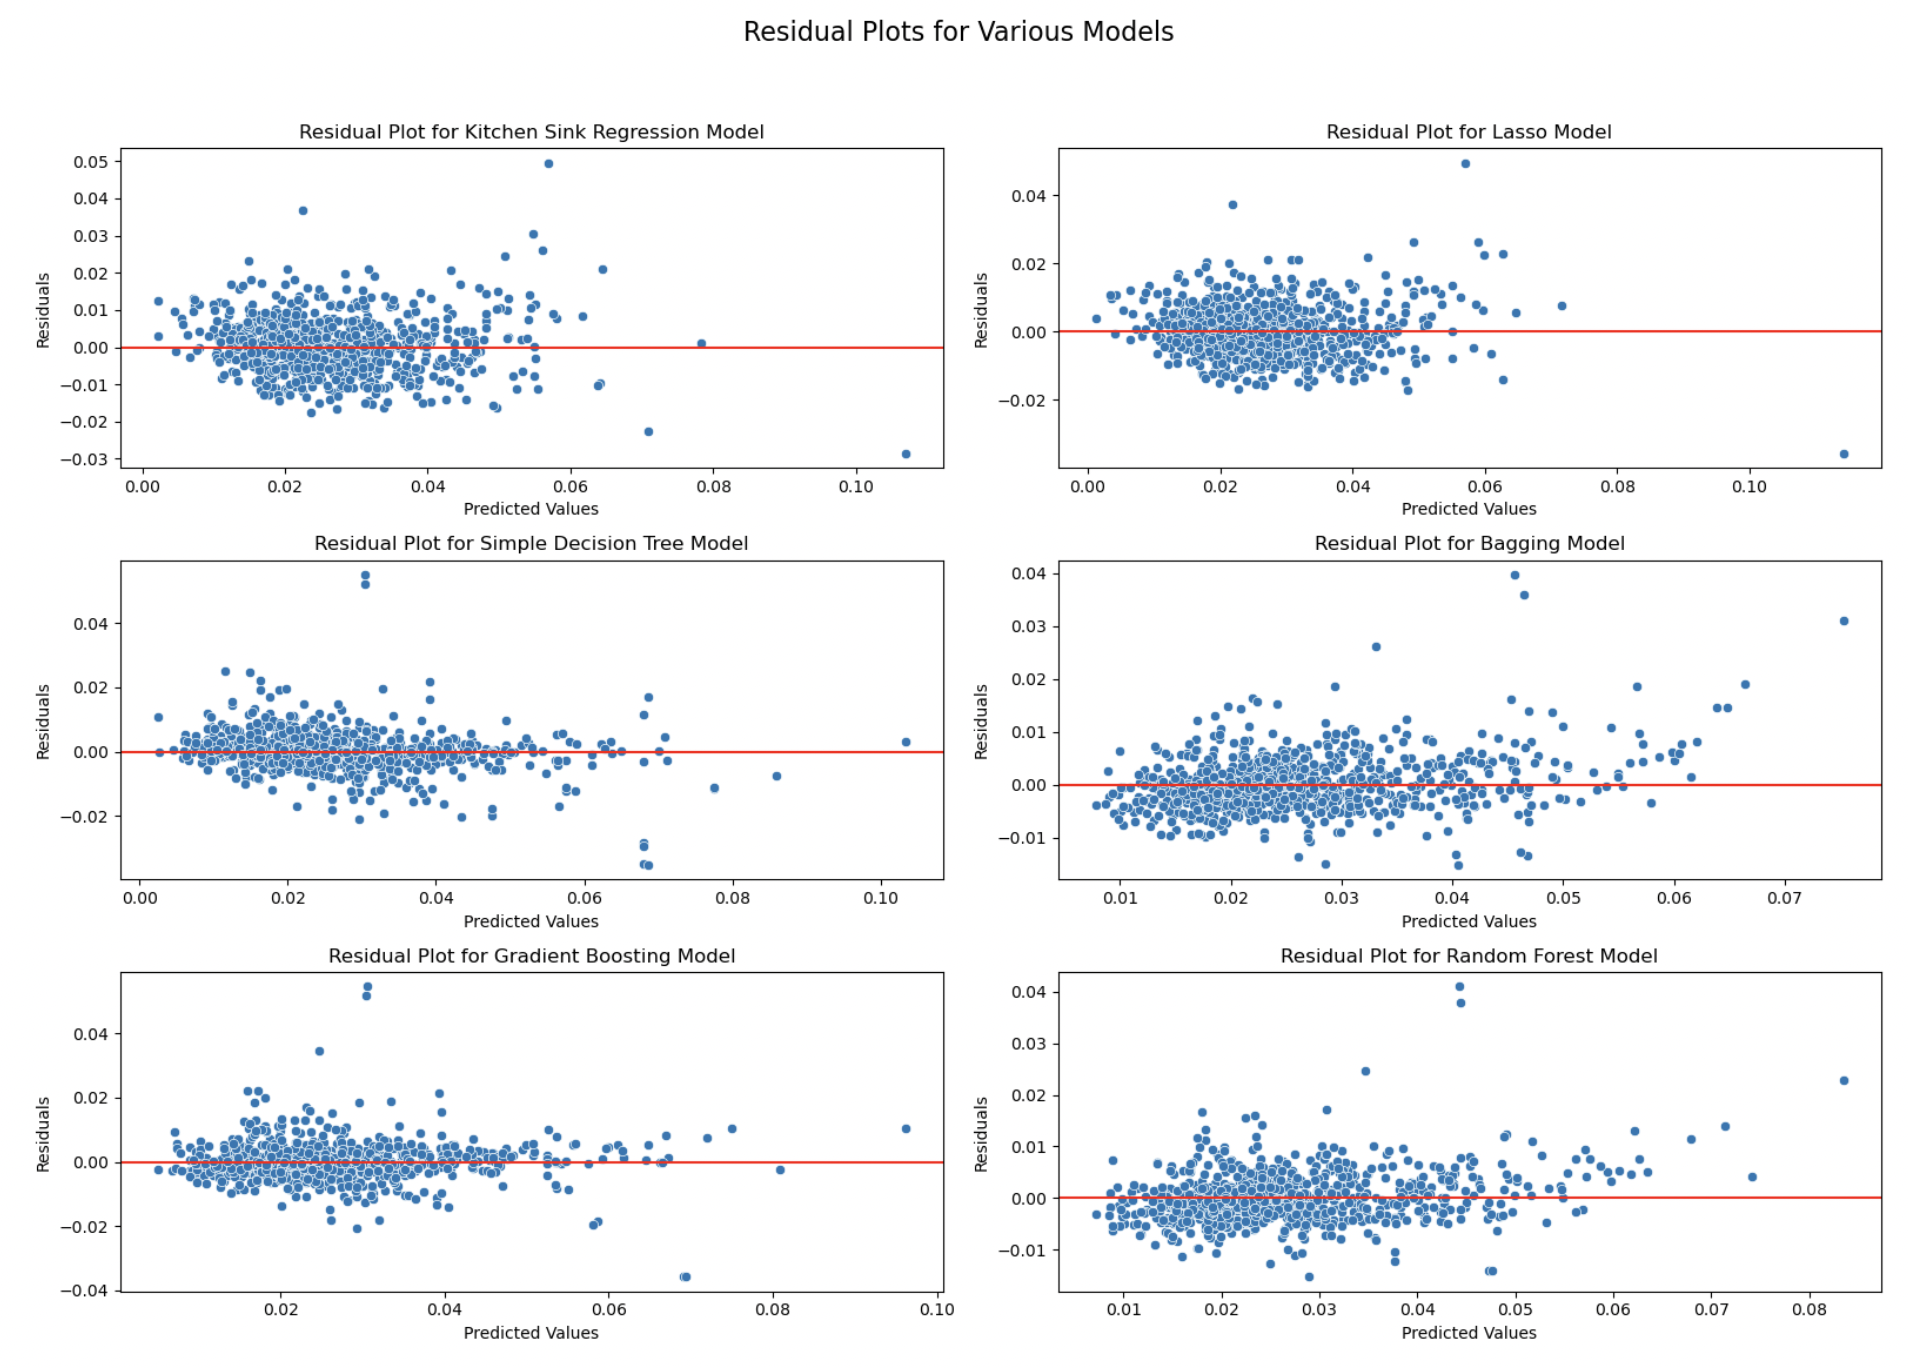 Residual Plots for Various Models
Residual Plot for Kitchen Sink Regression Model
0.05
0.04
0.03
0.02
0.01
0.00
−0.01
−0.02
−0.03
Residuals
0.00 0.02 0.04 0.06 0.08 0.10
Predicted Values
Residual Plot for Lasso Model
0.04
0.02
0.00
−0.02
Residuals
0.00 0.02 0.04 0.06 0.08 0.10
Predicted Values
Residual Plot for Simple Decision Tree Model
0.04
0.02
0.00
−0.02
Residuals
0.00 0.02 0.04 0.06 0.08 0.10
Predicted Values
Residual Plot for Bagging Model
0.04
0.03
0.02
0.01
0.00
−0.01
Residuals
0.01 0.02 0.03 0.04 0.05 0.06 0.07
Predicted Values
Residual Plot for Gradient Boosting Model
0.04
0.02
0.00
−0.02
−0.04
Residuals
0.02 0.04 0.06 0.08 0.10
Predicted Values
Residual Plot for Random Forest Model
0.04
0.03
0.02
0.01
0.00
−0.01
Residuals
0.01 0.02 0.03 0.04 0.05 0.06 0.07 0.08
Predicted Values